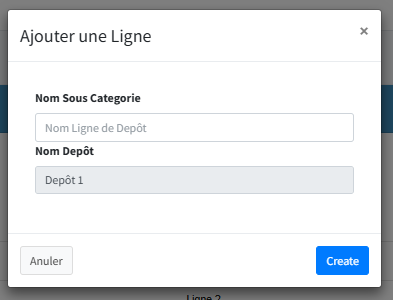 Ajouter une Ligne ×
Nom Sous Categorie
Nom Ligne de Depôt
Nom Depôt
Depôt 1
Anuler Create
Ligne 2